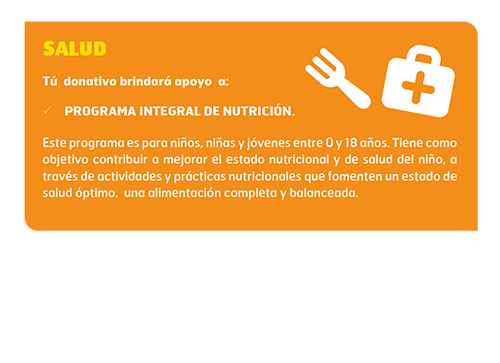 SALUD
Tú donativo brindará apoyo a:
✓ PROGRAMA INTEGRAL DE NUTRICIÓN.
Este programa es para niños, niñas y jóvenes entre 0 y 18 años. Tiene como
objetivo contribuir a mejorar el estado nutricional y de salud del niño, a
través de actividades y prácticas nutricionales que fomenten un estado de
salud óptimo, una alimentación completa y balanceada.